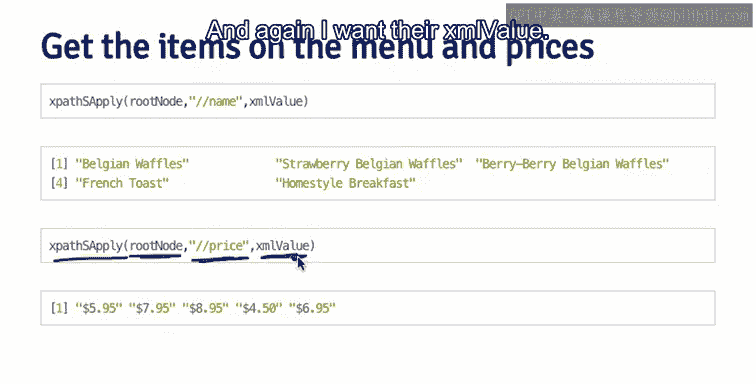 And again I want their xmlValue.
Get the items on the menu and prices
xpathSApply(rootNode,"//name",xmlValue)
[1] "Belgian Waffles" "Strawberry Belgian Waffles" "Berry-Berry Belgian Waffles"
[4] "French Toast" "Homestyle Breakfast"
xpathSApply(rootNode,"//price",xmlValue)
[1] "$5.95" "$7.95" "$8.95" "$4.50" "$6.95"